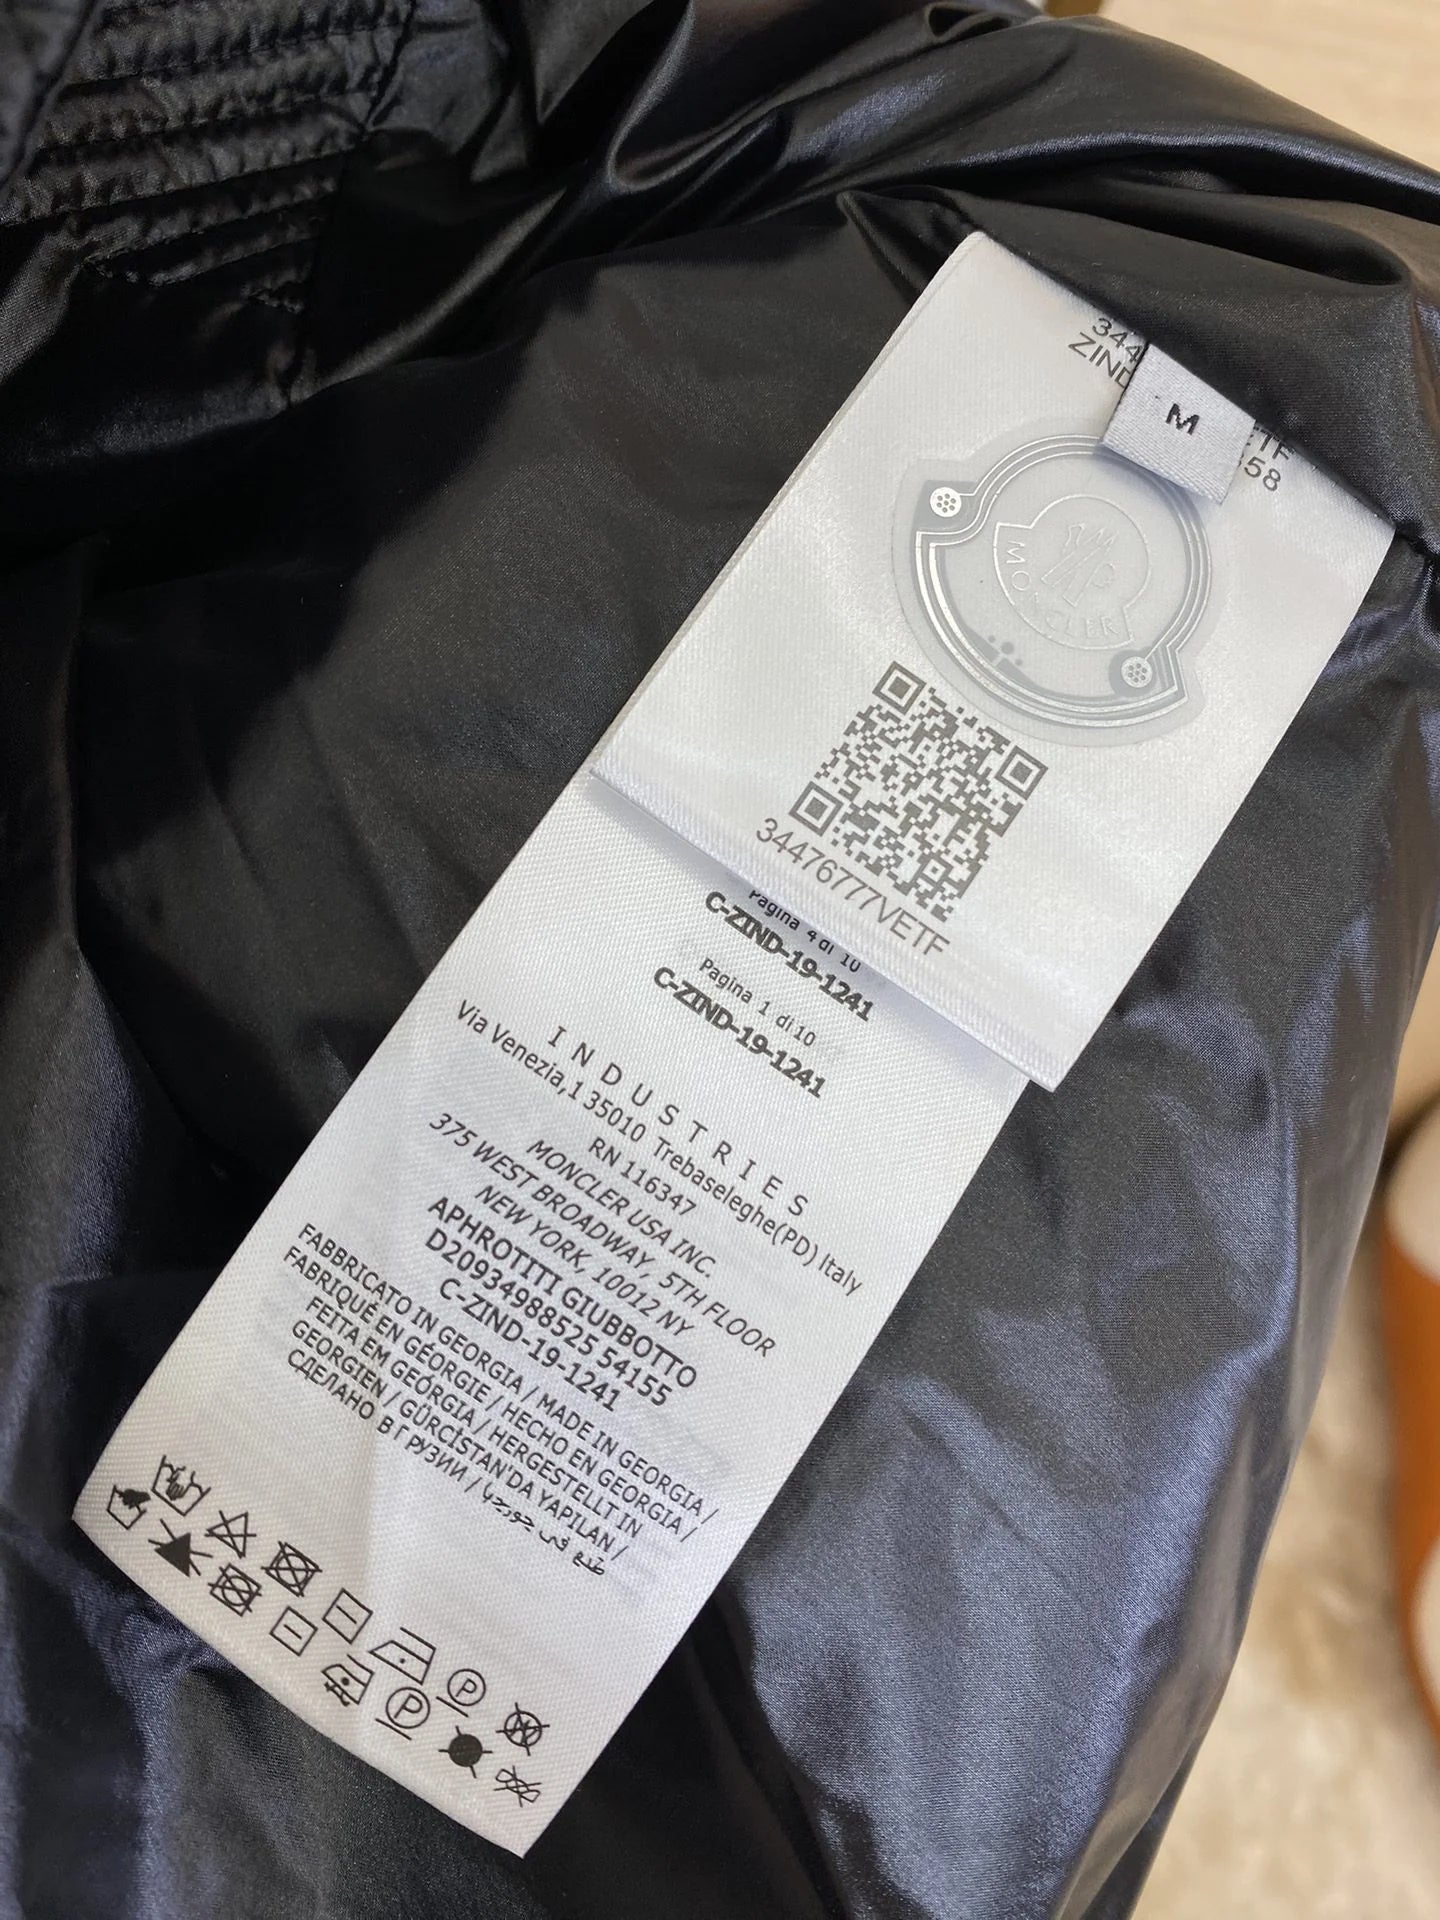 M
MONCLER
34476777VETF
Pagina 4 di 10
C-ZIND-19-1241
Pagina 1 di 10
C-ZIND-19-1241
INDUSTRIES
Via Venezia,1 35010 Trebaseleghe(PD) Italy
RN 116347
MONCLER USA INC.
375 WEST BROADWAY, 5TH FLOOR
NEW YORK, 10012 NY
APHROTITI GIUBBOTTO
D20934988525 54155
C-ZIND-19-1241
FABBRICATO IN GEORGIA / MADE IN GEORGIA /
FABRIQUÉ EN GÉORGIE / HECHO EN GEORGIA /
FEITA EM GEÓRGIA / HERGESTELLT IN
GEORGIEN / GÜRCİSTAN'DA YAPILAN /
СДЕЛАНО В ГРУЗИИ / صنع في جورجيا
P
W
P